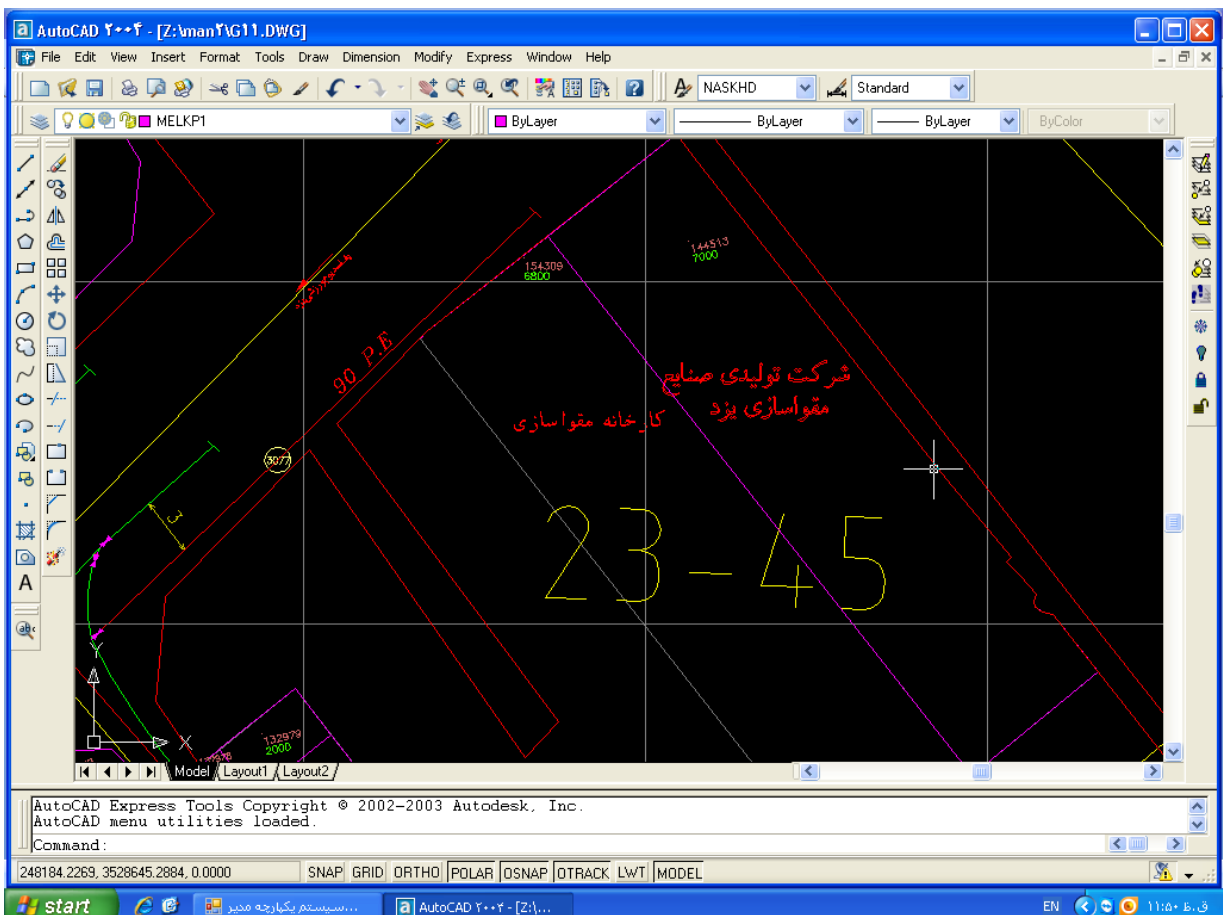 AutoCAD ۲۰۰۴ - [Z:\man۲\G۱۱.DWG]
File Edit View Insert Format Tools Draw Dimension Modify Express Window Help
NASKHD Standard
MELKP1 ByLayer ByLayer ByLayer ByColor
144513
7000
154309
6800
90 P.E
شرکت تولیدی صنایع
مقواسازی یزد
کارخانه مقواسازی
3077
3
23-45
Y
X
132979
2000
Model Layout1 Layout2
AutoCAD Express Tools Copyright © 2002-2003 Autodesk, Inc.
AutoCAD menu utilities loaded.
Command:
248184.2269, 3528645.2884, 0.0000 SNAP GRID ORTHO POLAR OSNAP OTRACK LWT MODEL
start سیستم یکپارچه مدیر... AutoCAD ۲۰۰۴ - [Z:\... EN ۱۱:۵۰ ق.ظ